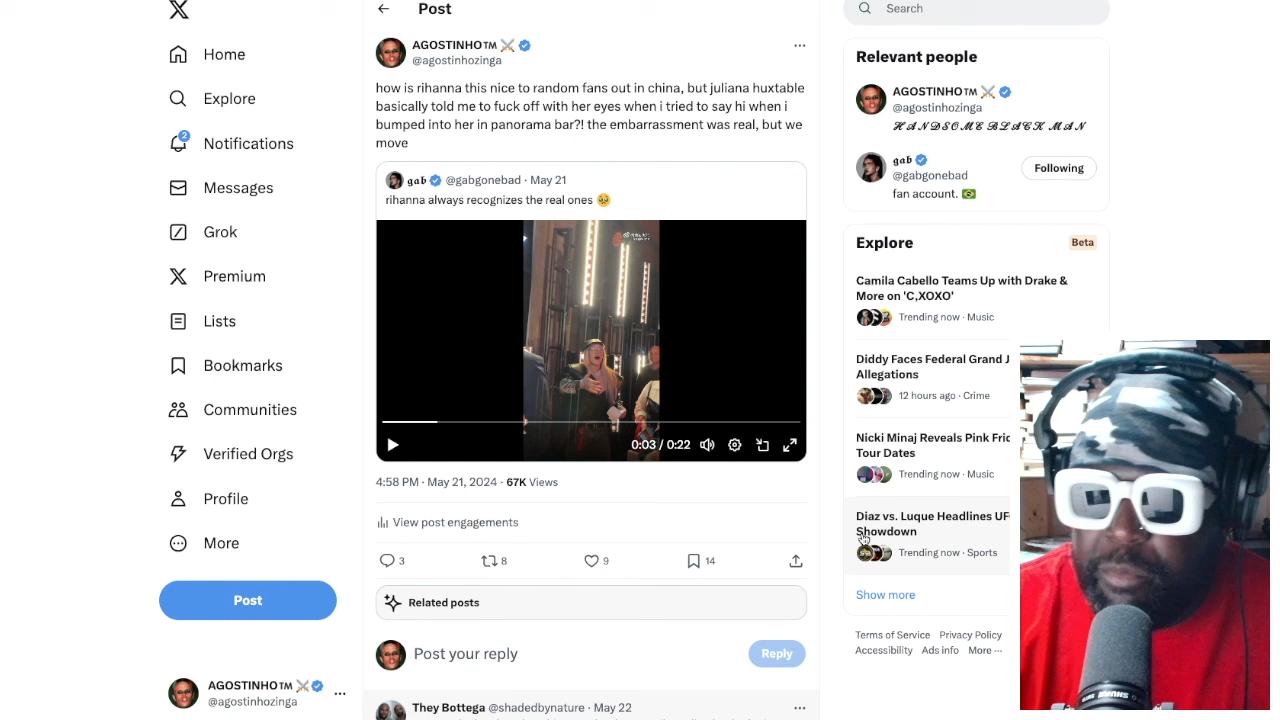 Post
Search
Home
Explore
2
Notifications
Messages
Grok
Premium
Lists
Bookmarks
Communities
Verified Orgs
Profile
More
Post
AGOSTINHO™ ⚔️
@agostinhozinga
AGOSTINHO™ ⚔️
@agostinhozinga
how is rihanna this nice to random fans out in china, but juliana huxtable
basically told me to fuck off with her eyes when i tried to say hi when i
bumped into her in panorama bar?! the embarrassment was real, but we
move
𝖌𝖆𝖇 @gabgonebad · May 21
rihanna always recognizes the real ones 🥹
0:03 / 0:22
4:58 PM · May 21, 2024 · 67K Views
View post engagements
3
8
9
14
Related posts
Post your reply
Reply
They Bottega @shadedbynature · May 22
Relevant people
AGOSTINHO™ ⚔️
@agostinhozinga
𝓗𝓐𝓝𝓓𝓢𝓞𝓜𝓔 𝓑𝓛𝓐𝓒𝓚 𝓜𝓐𝓝
𝖌𝖆𝖇
@gabgonebad
Following
fan account. 🇧🇷
Explore
Beta
Camila Cabello Teams Up with Drake &
More on 'C,XOXO'
Trending now · Music
Diddy Faces Federal Grand J
Allegations
12 hours ago · Crime
Nicki Minaj Reveals Pink Fri
Tour Dates
Trending now · Music
Diaz vs. Luque Headlines UF
Showdown
Trending now · Sports
Show more
Terms of Service Privacy Policy
Accessibility Ads info More ···